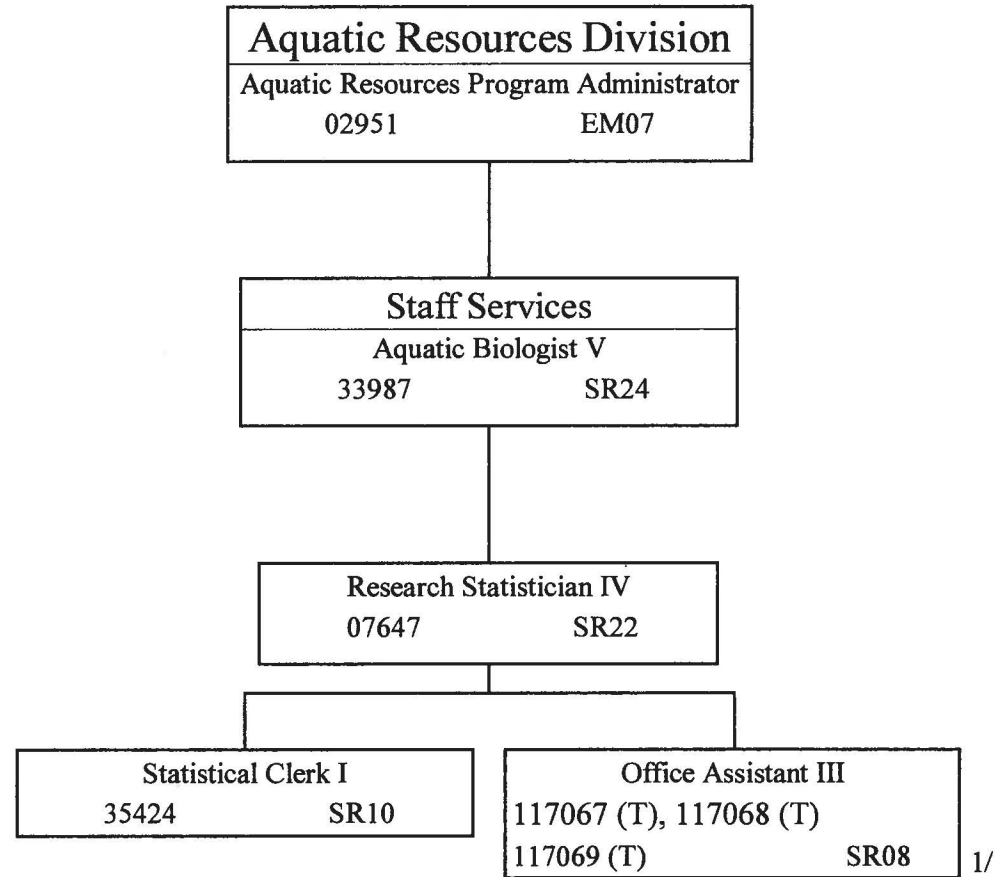 Aquatic Resources Division
Aquatic Resources Program Administrator
02951 EM07
Staff Services
Aquatic Biologist V
33987 SR24
Research Statistician IV
07647 SR22
Statistical Clerk I
35424 SR10
Office Assistant III
117067 (T), 117068 (T)
117069 (T) SR08 1/